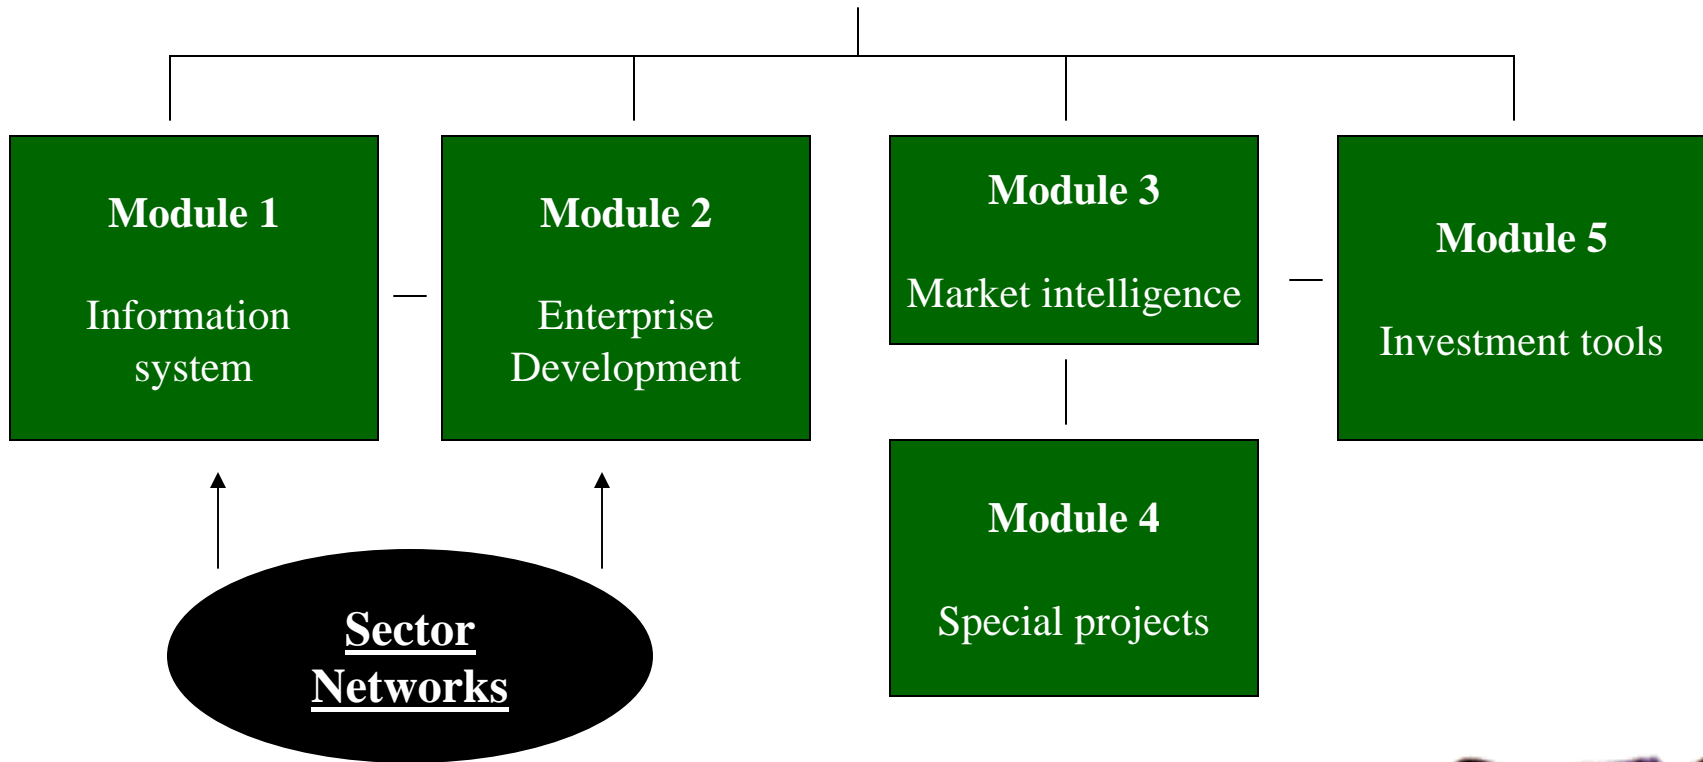 Module 1
Information
system
Module 2
Enterprise
Development
Module 3
Market intelligence
Module 5
Investment tools
Module 4
Special projects
Sector
Networks